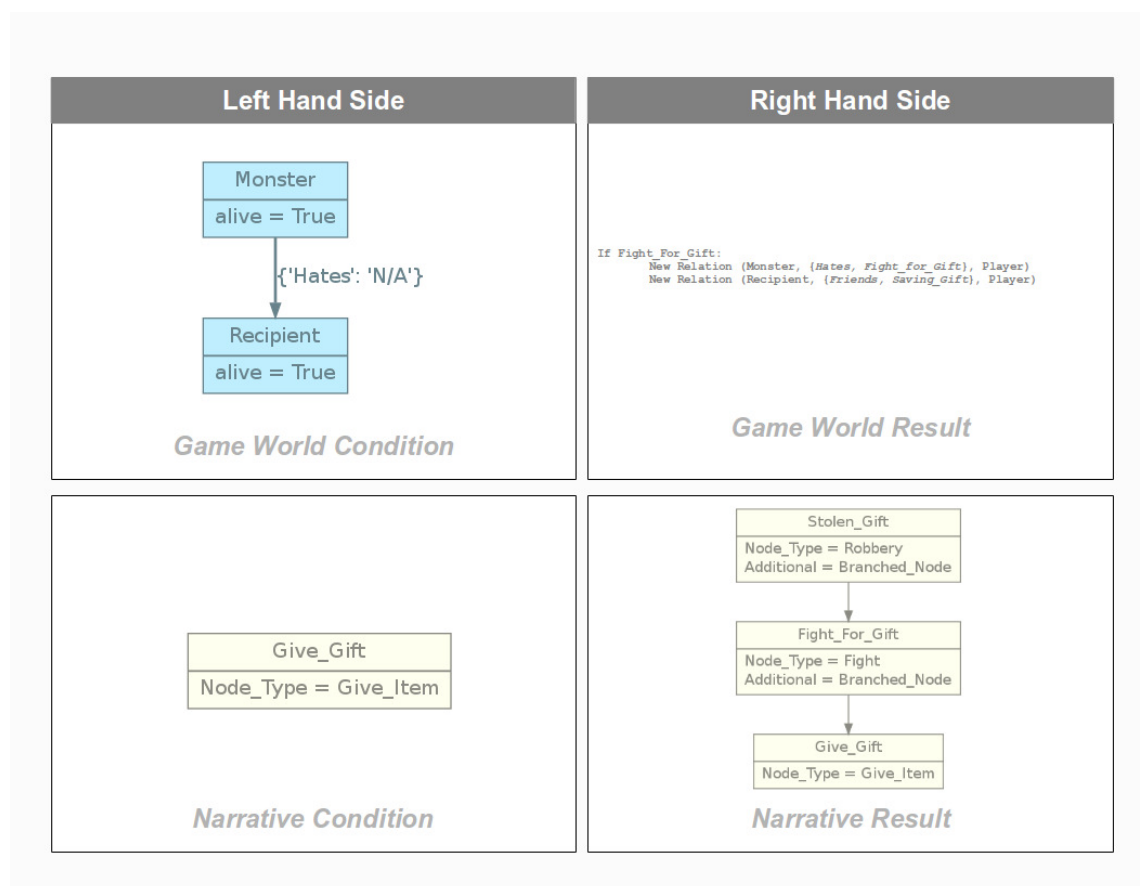 Left Hand Side
Monster
alive = True
{'Hates': 'N/A'}
Recipient
alive = True
Game World Condition
Right Hand Side
If Fight_For_Gift:
New Relation (Monster, {Hates, Fight_for_Gift}, Player)
New Relation (Recipient, {Friends, Saving_Gift}, Player)
Game World Result
Give_Gift
Node_Type = Give_Item
Narrative Condition
Stolen_Gift
Node_Type = Robbery
Additional = Branched_Node
Fight_For_Gift
Node_Type = Fight
Additional = Branched_Node
Give_Gift
Node_Type = Give_Item
Narrative Result